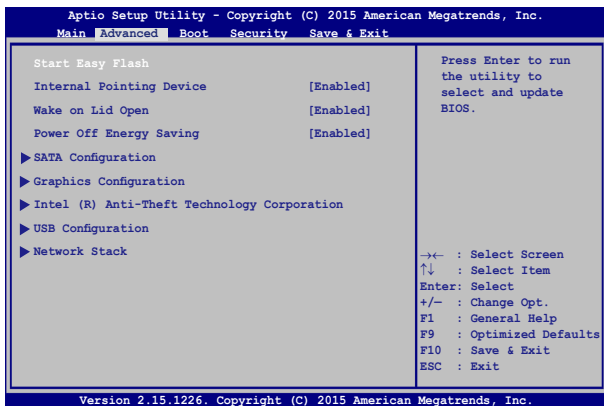 Aptio Setup Utility - Copyright (C) 2015 American Megatrends, Inc.
Main Advanced Boot Security Save & Exit
Start Easy Flash
Internal Pointing Device [Enabled]
Wake on Lid Open [Enabled]
Power Off Energy Saving [Enabled]
SATA Configuration
Graphics Configuration
Intel (R) Anti-Theft Technology Corporation
USB Configuration
Network Stack
Press Enter to run
the utility to
select and update
BIOS.
→← : Select Screen
↑↓ : Select Item
Enter: Select
+/— : Change Opt.
F1 : General Help
F9 : Optimized Defaults
F10 : Save & Exit
ESC : Exit
Version 2.15.1226. Copyright (C) 2015 American Megatrends, Inc.